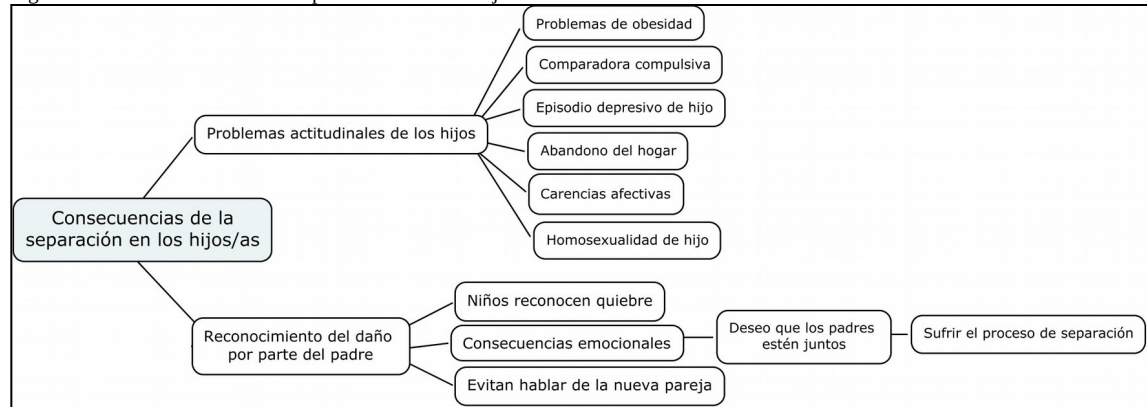 Problemas de obesidad
Comparadora compulsiva
Episodio depresivo de hijo
Problemas actitudinales de los hijos
Abandono del hogar
Carencias afectivas
Consecuencias de la
separación en los hijos/as
Homosexualidad de hijo
Niños reconocen quiebre
Reconocimiento del daño
por parte del padre
Consecuencias emocionales
Deseo que los padres
estén juntos
Sufrir el proceso de separación
Evitan hablar de la nueva pareja